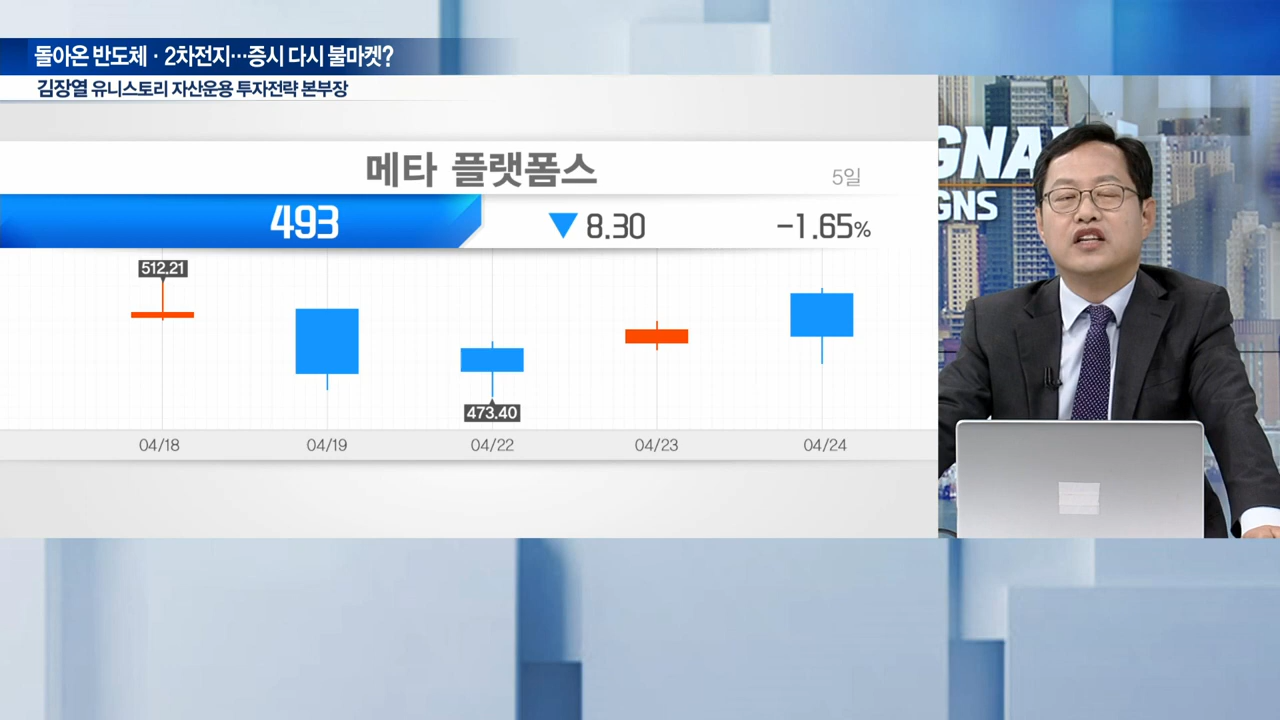 돌아온 반도체·2차전지…증시 다시 불마켓?
김장열 유니스토리 자산운용 투자전략 본부장
메타 플랫폼스
5일
493
▼8.30
-1.65%
512.21
473.40
04/18
04/19
04/22
04/23
04/24
GNA
GNS